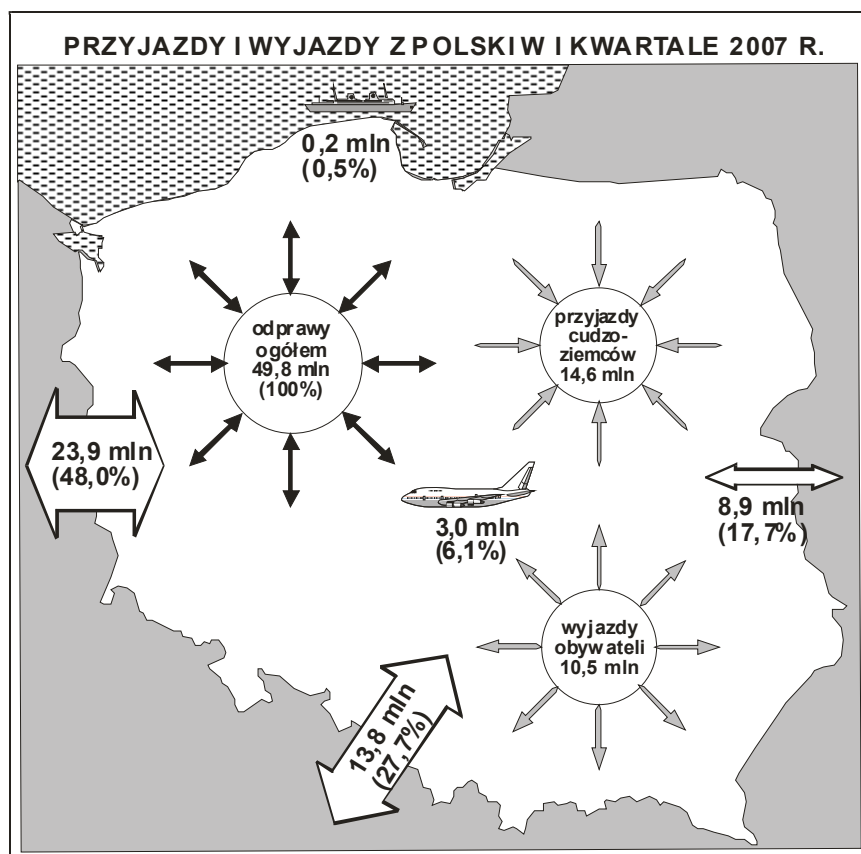 PRZYJAZDY I WYJAZDY Z POLSKI W I KWARTALE 2007 R.
0,2 mln
(0,5%)
odprawy
ogółem
49,8 mln
(100%)
przyjazdy
cudzo-
ziemców
14,6 mln
23,9 mln
(48,0%)
3,0 mln
(6,1%)
8,9 mln
(17,7%)
wyjazdy
obywateli
10,5 mln
13,8 mln
(27,7%)